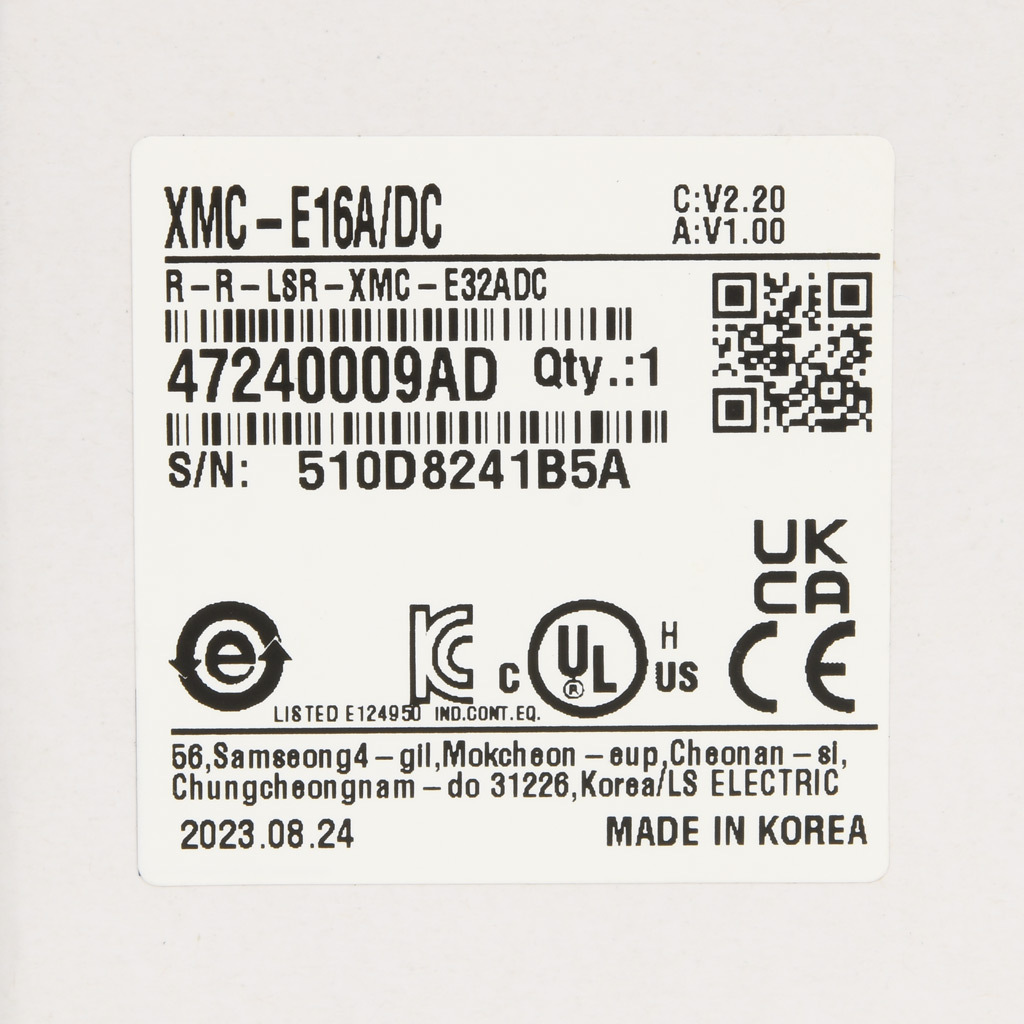 XMC-E16A/DC
C:V2.20
A:V1.00
R-R-LSR-XMC-E32ADC
47240009AD Qty.:1
S/N: 510D8241B5A
UK
CA
e
KC
C UL ® H US
CE
LISTED E124950 IND.CONT.EQ.
56,Samseong4-gil,Mokcheon-eup,Cheonan-si,
Chungcheongnam-do 31226,Korea/LS ELECTRIC
2023.08.24
MADE IN KOREA